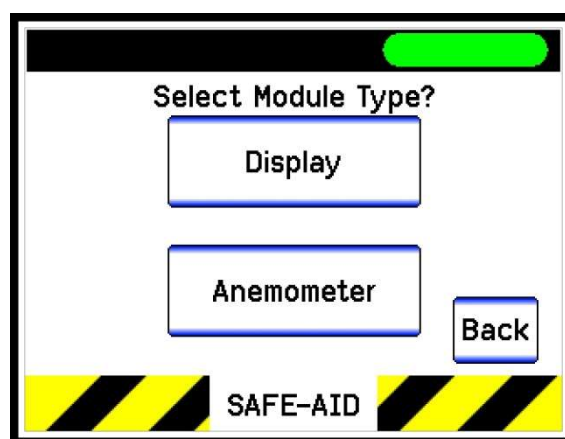 Select Module Type?
Display
Anemometer
Back
SAFE-AID